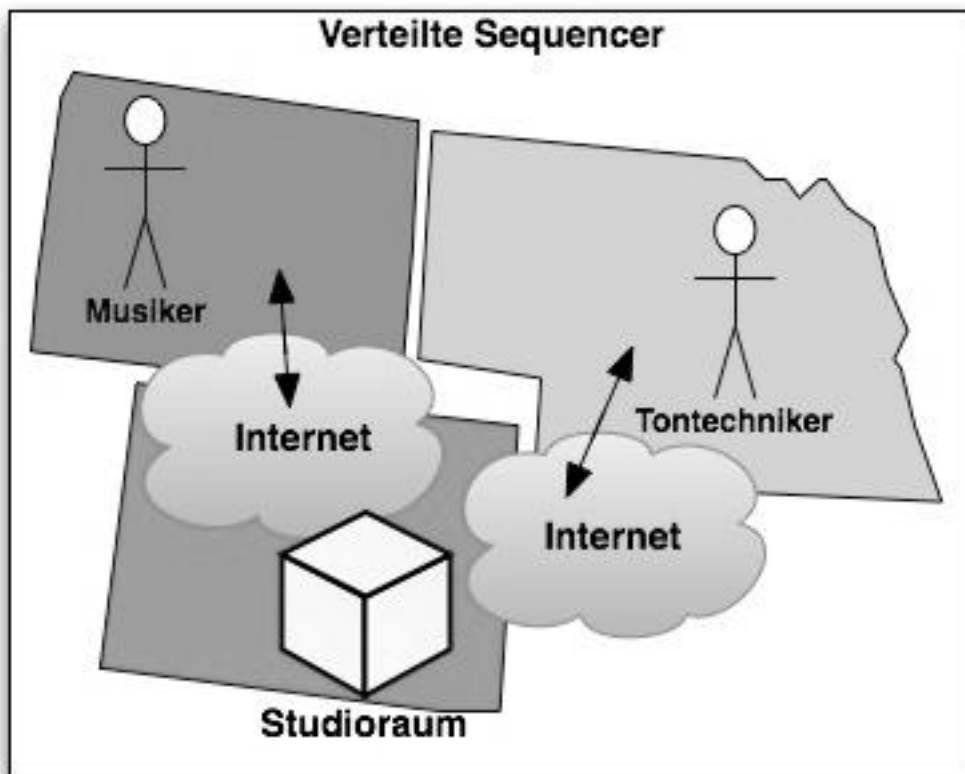 Verteilte Sequencer
Musiker
Tontechniker
Internet
Internet
Studioraum